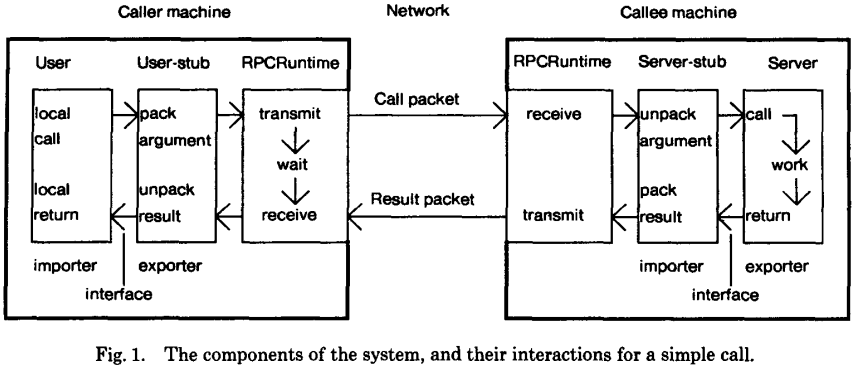 Caller machine Network Callee machine
User User-stub RPCRuntime RPCRuntime Server-stub Server
local pack transmit Call packet receive unpack call
call argument argument
wait work
local unpack Result packet pack
return result receive transmit result return
importer exporter importer exporter
interface interface
Fig. 1. The components of the system, and their interactions for a simple call.